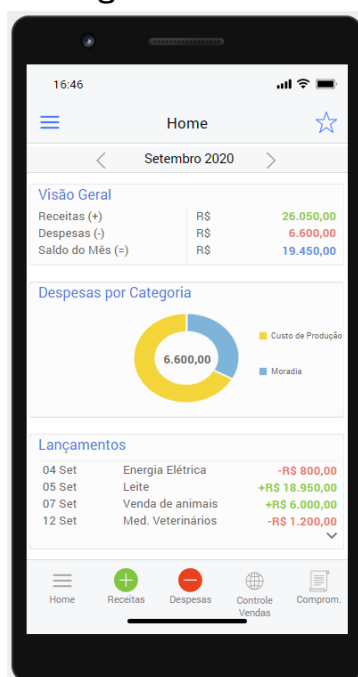 16:46
Home
Setembro 2020
Visão Geral
Receitas (+) R$ 26.050,00
Despesas (-) R$ 6.600,00
Saldo do Mês (=) R$ 19.450,00
Despesas por Categoria
6.600,00
Custo de Produção
Moradia
Lançamentos
04 Set Energia Elétrica -R$ 800,00
05 Set Leite +R$ 18.950,00
07 Set Venda de animais +R$ 6.000,00
12 Set Med. Veterinários -R$ 1.200,00
Home Receitas Despesas Controle Vendas Comprom.